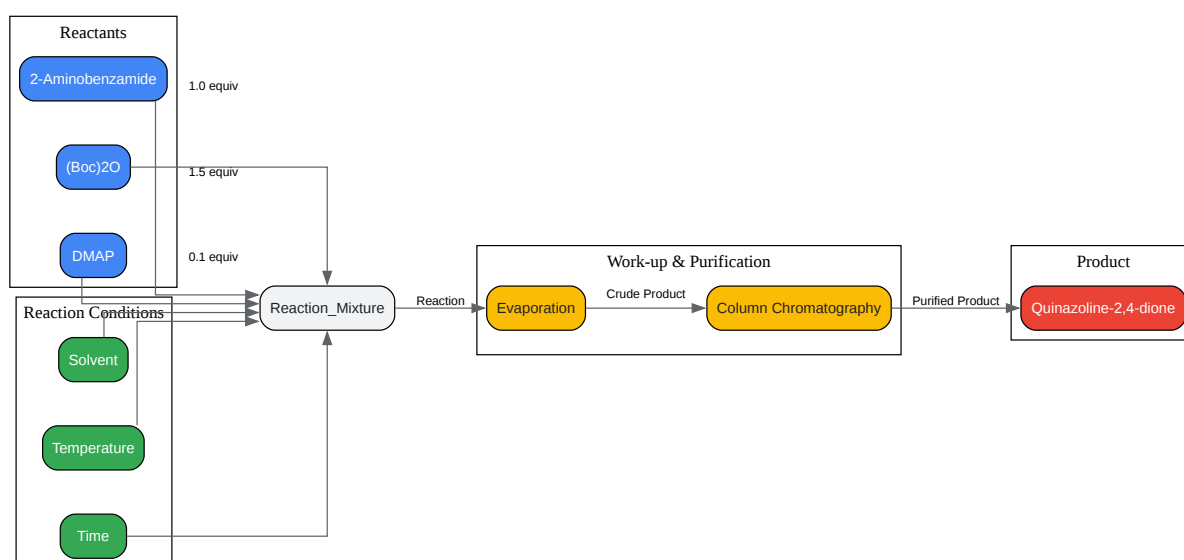 Reactants
2-Aminobenzamide
1.0 equiv
(Boc)2O
1.5 equiv
DMAP
0.1 equiv
Reaction Conditions
Solvent
Temperature
Time
Reaction_Mixture
Reaction
Work-up & Purification
Evaporation
Crude Product
Column Chromatography
Purified Product
Product
Quinazoline-2,4-dione